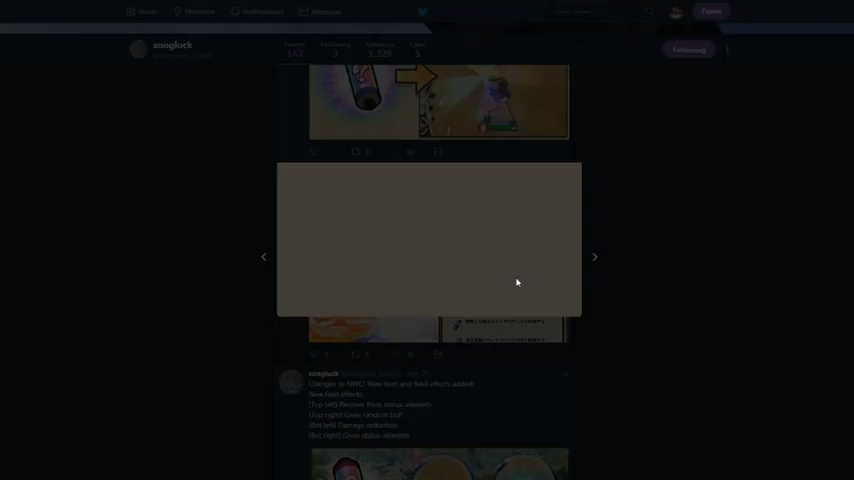 Home
Moments
Notifications
Messages
Tweet
songluck
Tweets
Following
Followers
Likes
147
3
1,329
5
Following
songluck
Changes to NWC! New item and field effects added!
New field effects:
(Top left) Recover from status ailments
(Top right) Gives random buff
(Bot left) Damage reduction
(Bot right) Gives status ailments